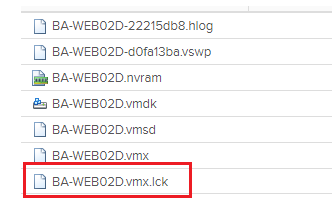 BA-WEB02D-22215db8.hlog
BA-WEB02D-d0fa13ba.vswp
BA-WEB02D.nvram
BA-WEB02D.vmdk
BA-WEB02D.vmsd
BA-WEB02D.vmx
BA-WEB02D.vmx.lck